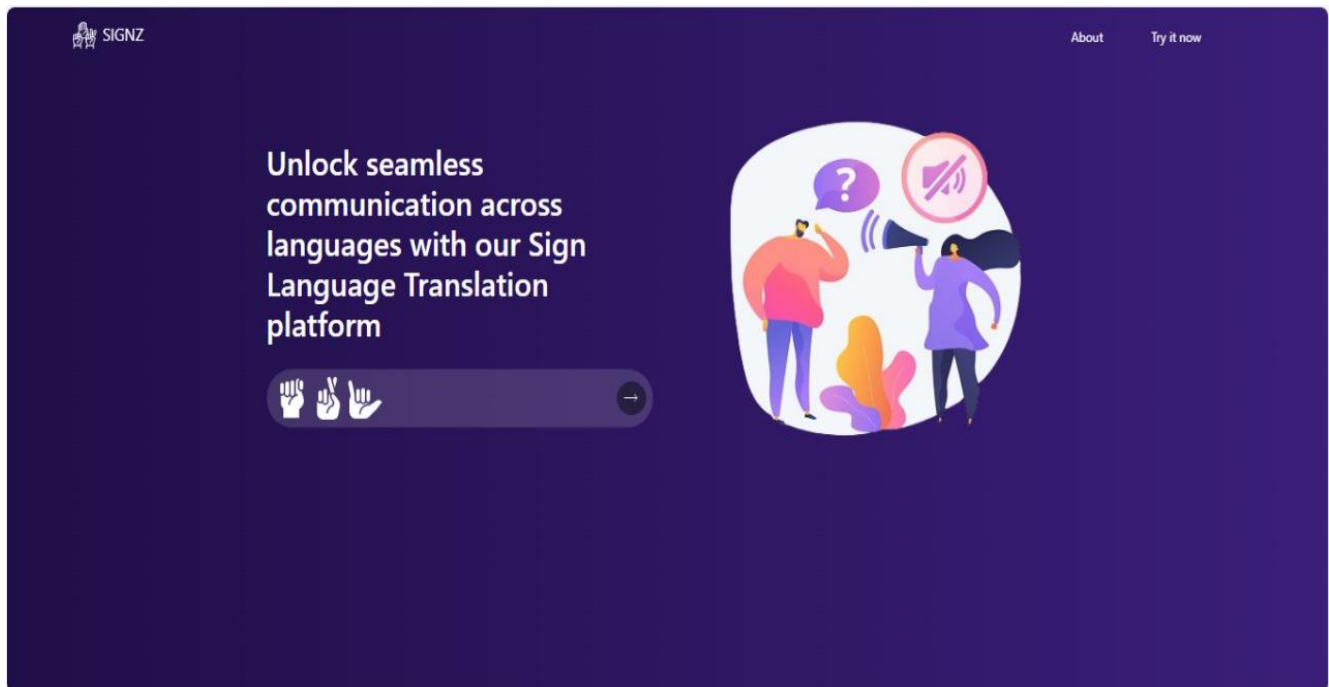 SIGNZ
About
Try it now
Unlock seamless
communication across
languages with our Sign
Language Translation
platform
?
→